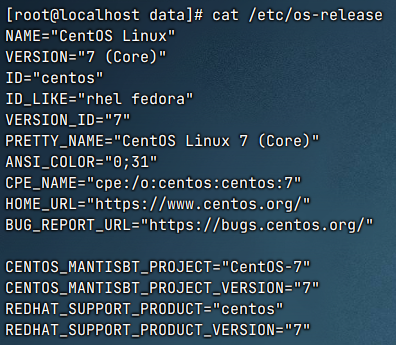 [root@localhost data]# cat /etc/os-release
NAME="CentOS Linux"
VERSION="7 (Core)"
ID="centos"
ID_LIKE="rhel fedora"
VERSION_ID="7"
PRETTY_NAME="CentOS Linux 7 (Core)"
ANSI_COLOR="0;31"
CPE_NAME="cpe:/o:centos:centos:7"
HOME_URL="https://www.centos.org/"
BUG_REPORT_URL="https://bugs.centos.org/"

CENTOS_MANTISBT_PROJECT="CentOS-7"
CENTOS_MANTISBT_PROJECT_VERSION="7"
REDHAT_SUPPORT_PRODUCT="centos"
REDHAT_SUPPORT_PRODUCT_VERSION="7"